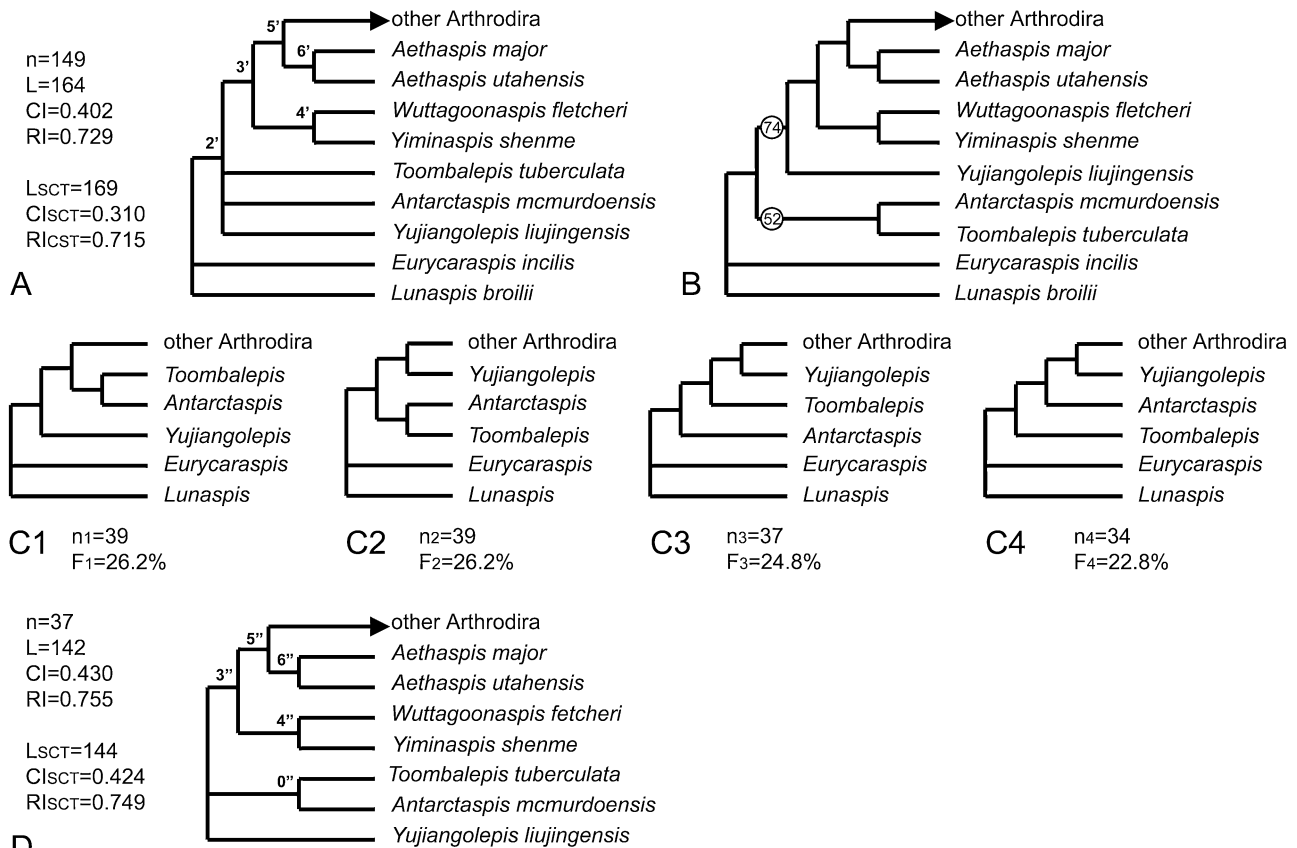 n=149
L=164
CI=0.402
RI=0.729
LSCT=169
CISCT=0.310
RICST=0.715
A
5’
6’
3’
4’
2’
other Arthrodira
Aethaspis major
Aethaspis utahensis
Wuttagoonaspis fletcheri
Yiminaspis shenme
Toombalepis tuberculata
Antarctaspis mcmurdoensis
Yujiangolepis liujingensis
Eurycaraspis incilis
Lunaspis broilii
B
74
52
other Arthrodira
Aethaspis major
Aethaspis utahensis
Wuttagoonaspis fletcheri
Yiminaspis shenme
Yujiangolepis liujingensis
Antarctaspis mcmurdoensis
Toombalepis tuberculata
Eurycaraspis incilis
Lunaspis broilii
other Arthrodira
Toombalepis
Antarctaspis
Yujiangolepis
Eurycaraspis
Lunaspis
C1
n1=39
F1=26.2%
other Arthrodira
Yujiangolepis
Antarctaspis
Toombalepis
Eurycaraspis
Lunaspis
C2
n2=39
F2=26.2%
other Arthrodira
Yujiangolepis
Toombalepis
Antarctaspis
Eurycaraspis
Lunaspis
C3
n3=37
F3=24.8%
other Arthrodira
Yujiangolepis
Antarctaspis
Toombalepis
Eurycaraspis
Lunaspis
C4
n4=34
F4=22.8%
n=37
L=142
CI=0.430
RI=0.755
LSCT=144
CISCT=0.424
RISCT=0.749
D
5”
6”
3”
4”
0”
other Arthrodira
Aethaspis major
Aethaspis utahensis
Wuttagoonaspis fetcheri
Yiminaspis shenme
Toombalepis tuberculata
Antarctaspis mcmurdoensis
Yujiangolepis liujingensis